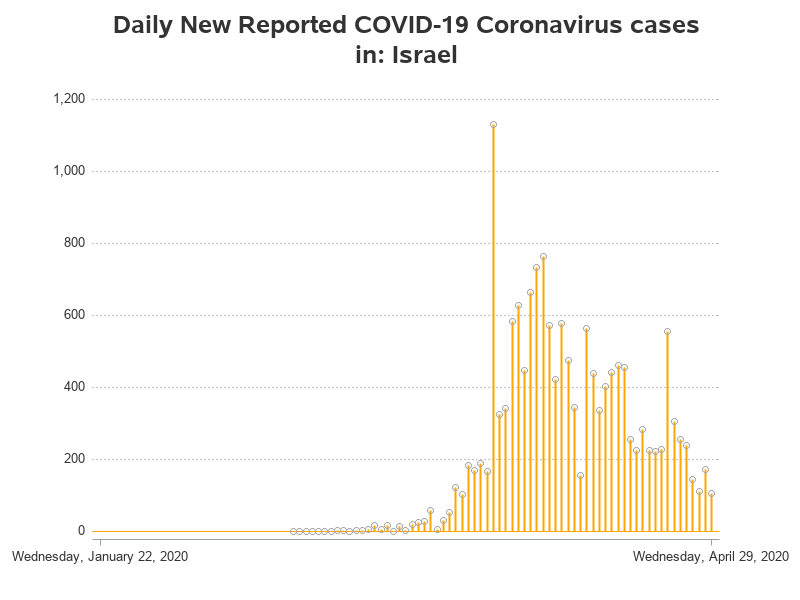 Daily New Reported COVID-19 Coronavirus cases
in: Israel
1,200
1,000
800
600
400
200
0
Wednesday, January 22, 2020 Wednesday, April 29, 2020